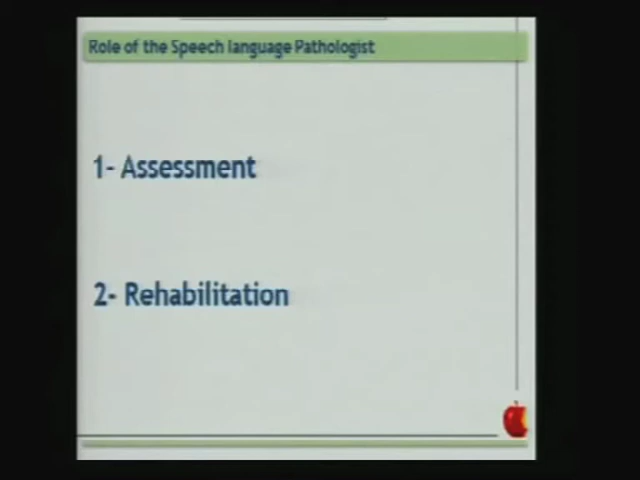 Role of the Speech language Pathologist
1- Assessment
2- Rehabilitation